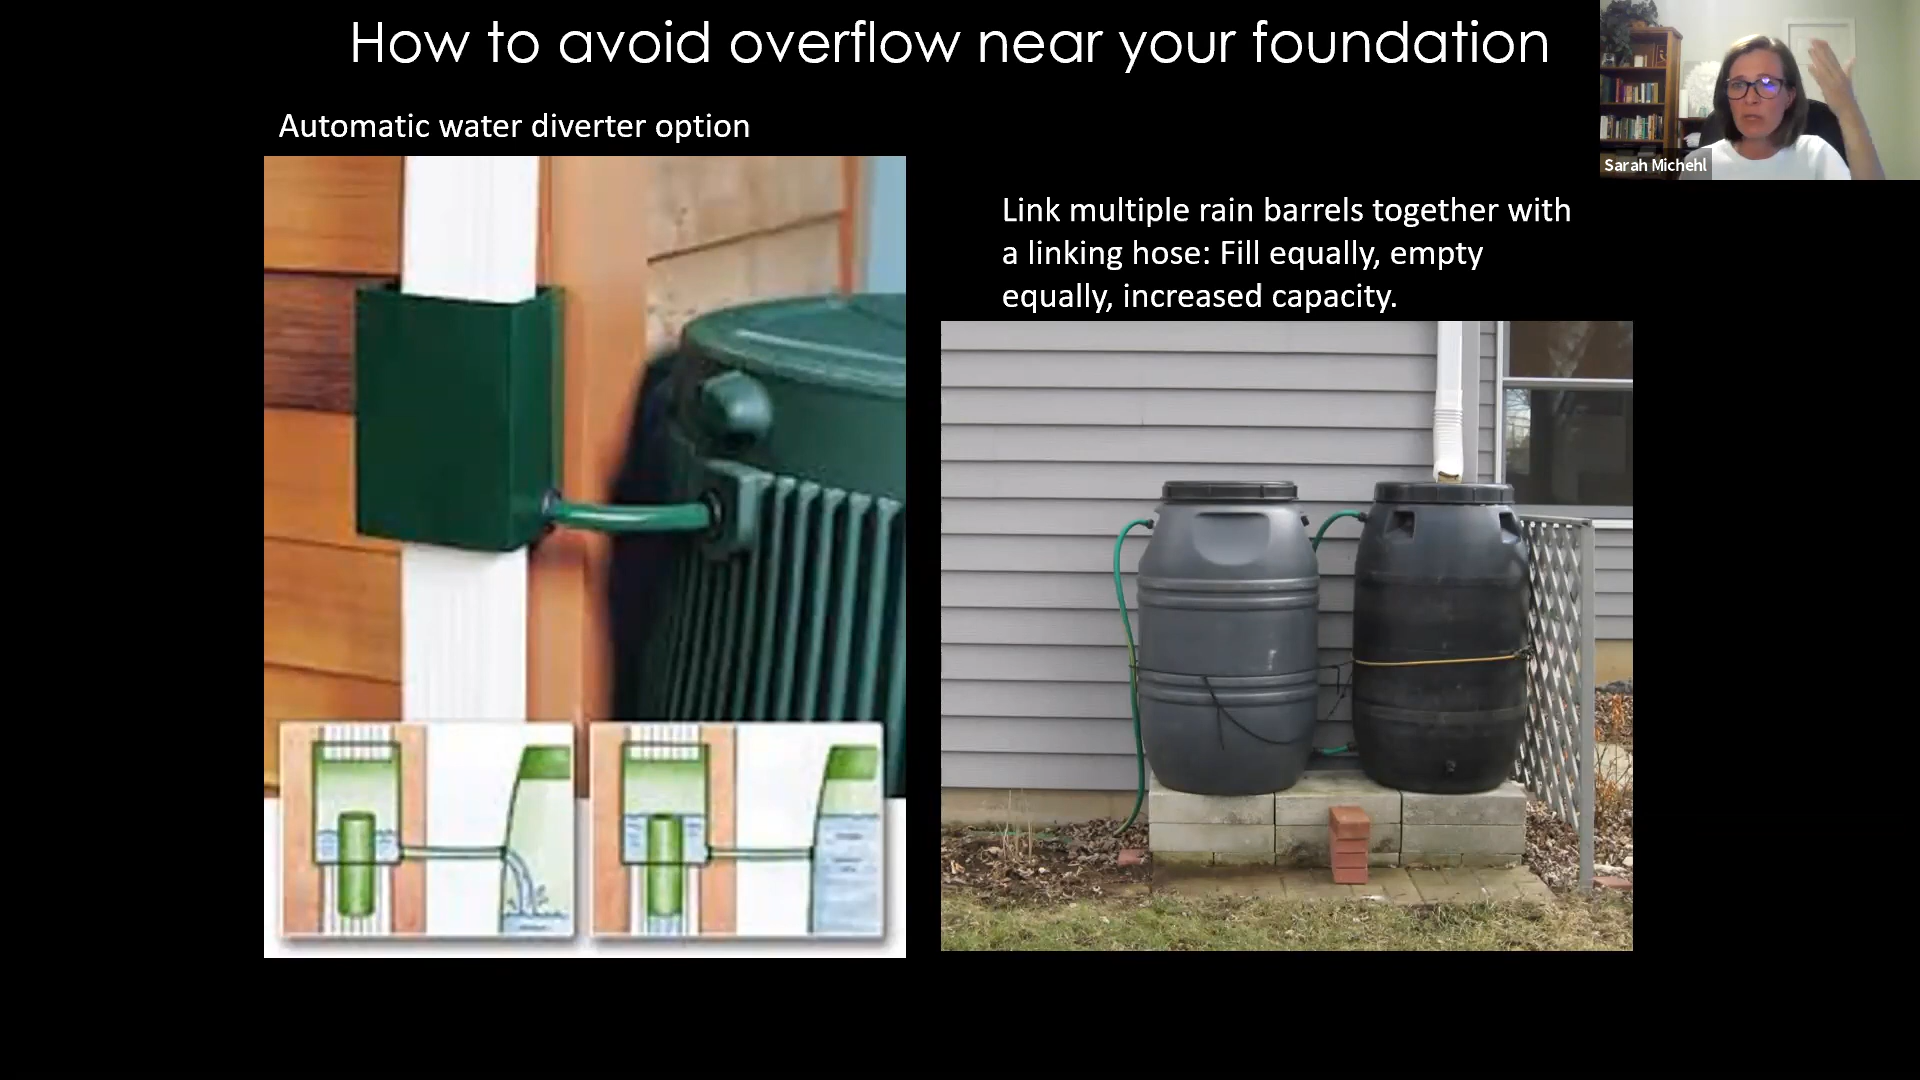 How to avoid overflow near your foundation
Automatic water diverter option
Sarah Michehl
Link multiple rain barrels together with
a linking hose: Fill equally, empty
equally, increased capacity.